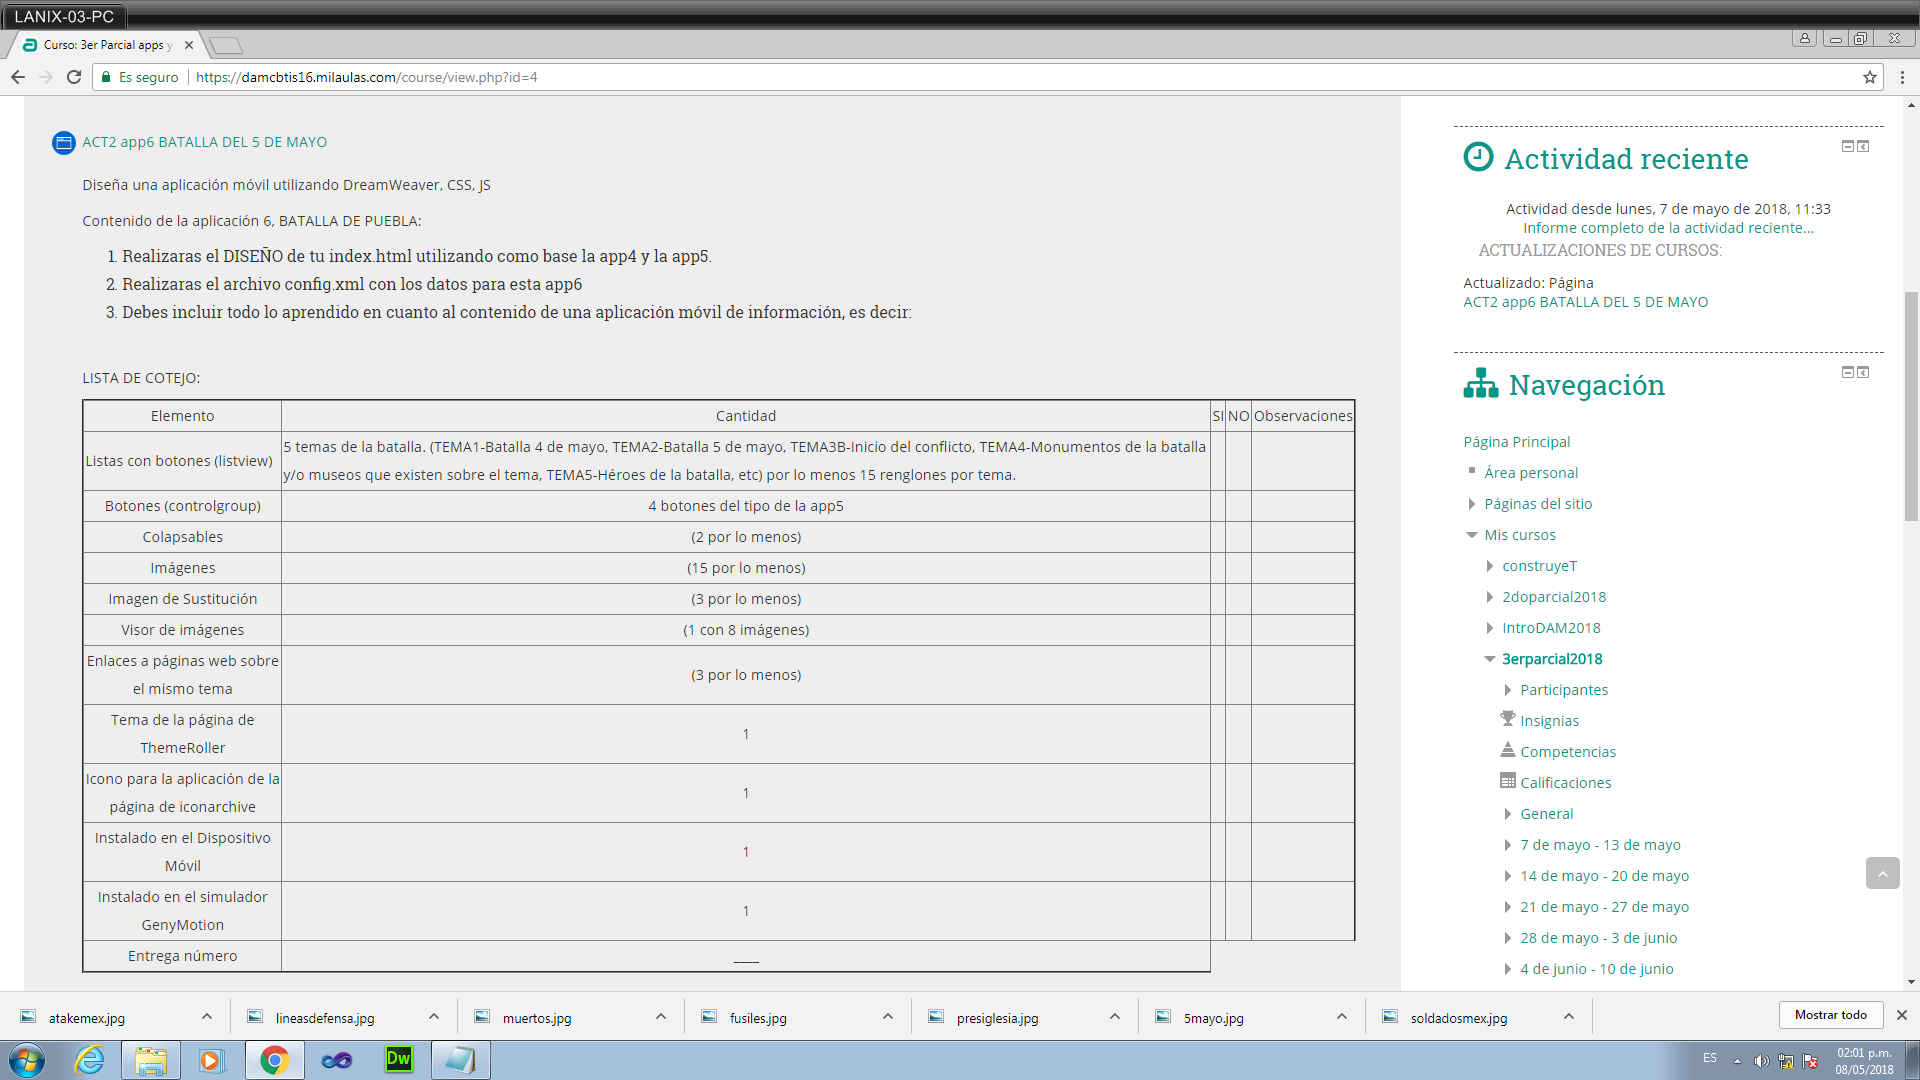 LANIX-03-PC
Curso: 3er Parcial apps y
Es seguro
https://damcbtis16.milaulas.com/course/view.php?id=4
ACT2 app6 BATALLA DEL 5 DE MAYO
Diseña una aplicación móvil utilizando DreamWeaver, CSS, JS
Contenido de la aplicación 6, BATALLA DE PUEBLA:
1. Realizaras el DISEÑO de tu index.html utilizando como base la app4 y la app5.
2. Realizaras el archivo config.xml con los datos para esta app6
3. Debes incluir todo lo aprendido en cuanto al contenido de una aplicación móvil de información, es decir:
LISTA DE COTEJO:
Elemento Cantidad SI NO Observaciones
Listas con botones (listview)
5 temas de la batalla. (TEMA1-Batalla 4 de mayo, TEMA2-Batalla 5 de mayo, TEMA3B-Inicio del conflicto, TEMA4-Monumentos de la batalla
y/o museos que existen sobre el tema, TEMA5-Héroes de la batalla, etc) por lo menos 15 renglones por tema.
Botones (controlgroup) 4 botones del tipo de la app5
Colapsables (2 por lo menos)
Imágenes (15 por lo menos)
Imagen de Sustitución (3 por lo menos)
Visor de imágenes (1 con 8 imágenes)
Enlaces a páginas web sobre
el mismo tema
(3 por lo menos)
Tema de la página de
ThemeRoller
1
Icono para la aplicación de la
página de iconarchive
1
Instalado en el Dispositivo
Móvil
1
Instalado en el simulador
GenyMotion
1
Entrega número ____
Actividad reciente
Actividad desde lunes, 7 de mayo de 2018, 11:33
Informe completo de la actividad reciente...
ACTUALIZACIONES DE CURSOS:
Actualizado: Página
ACT2 app6 BATALLA DEL 5 DE MAYO
Navegación
Página Principal
Área personal
Páginas del sitio
Mis cursos
construyeT
2doparcial2018
IntroDAM2018
3erparcial2018
Participantes
Insignias
Competencias
Calificaciones
General
7 de mayo - 13 de mayo
14 de mayo - 20 de mayo
21 de mayo - 27 de mayo
28 de mayo - 3 de junio
4 de junio - 10 de junio
atakemex.jpg lineasdefensa.jpg muertos.jpg fusiles.jpg presiglesia.jpg 5mayo.jpg soldadosmex.jpg Mostrar todo
Dw
ES
02:01 p.m.
08/05/2018